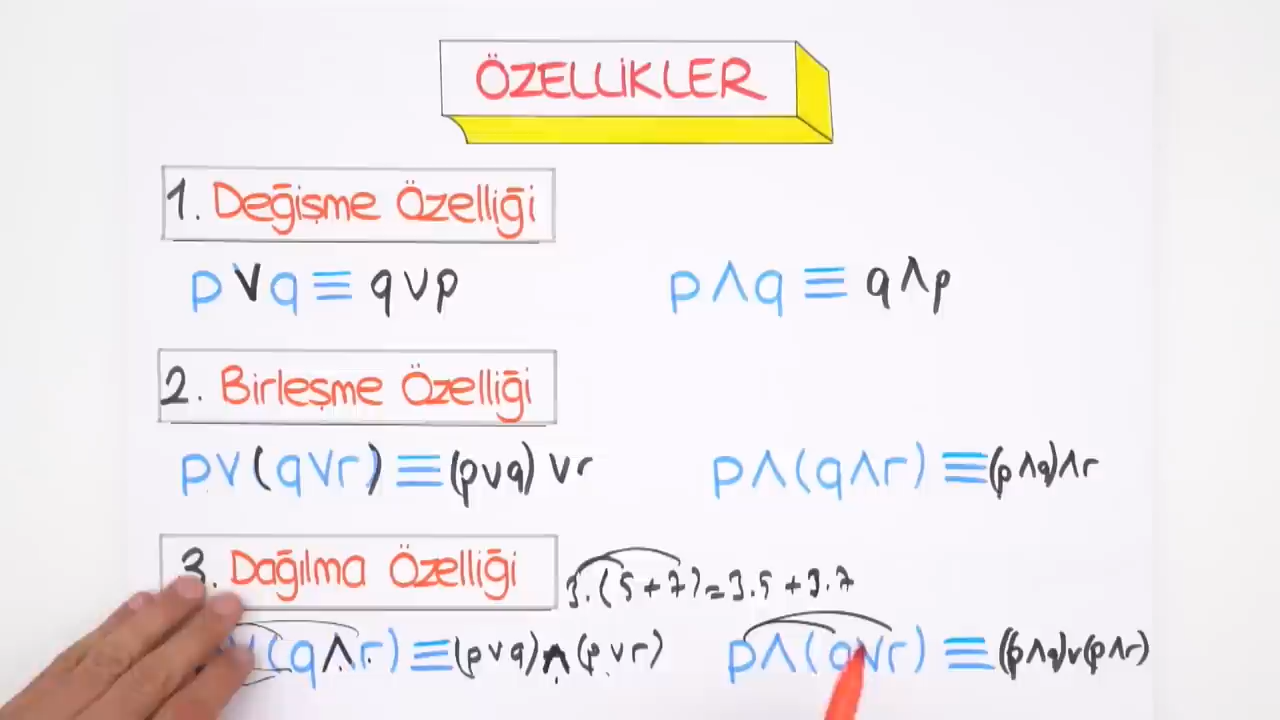 ÖZELLİKLER
1. Değişme Özelliği
p∨q ≡ q∨p
p∧q ≡ q∧p
2. Birleşme Özelliği
p∨(q∨r) ≡ (p∨q)∨r
p∧(q∧r) ≡ (p∧q)∧r
3. Dağılma Özelliği
3.(5+7)=3.5+3.7
∨(q∧r) ≡ (p∨q)∧(p∨r)
p∧(q∨r) ≡ (p∧q)∨(p∧r)